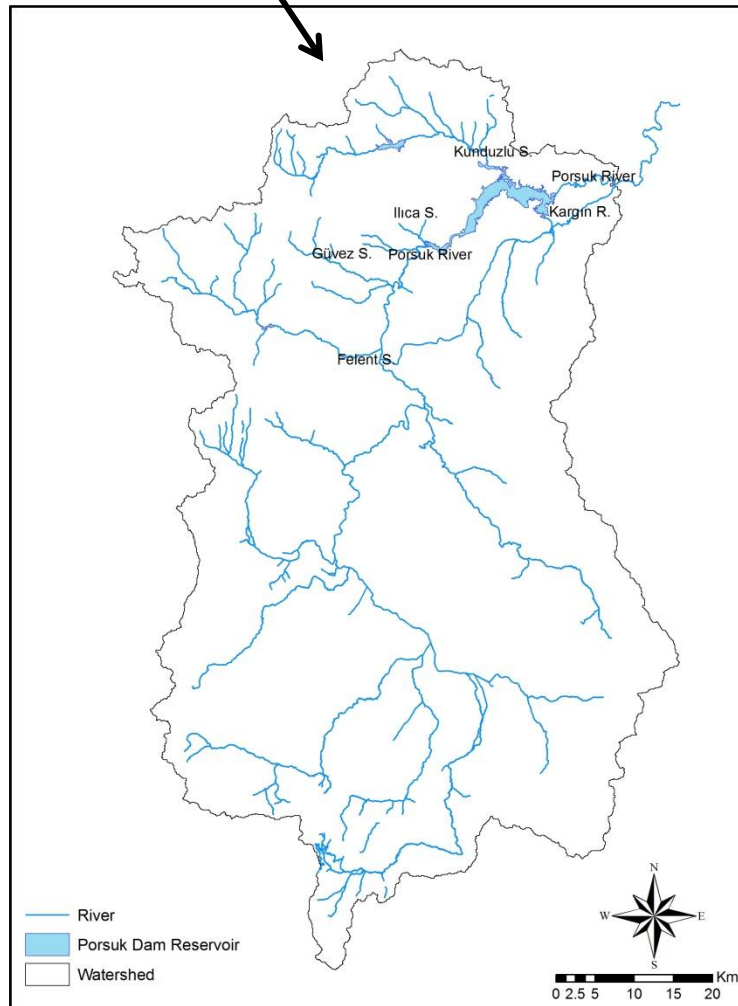 Kunduzlu S.
Porsuk River
Ilıca S.
Kargın R.
Güvez S.
Porsuk River
Felent S.
N
W
E
S
River
Porsuk Dam Reservoir
Watershed
Km
0 2.5 5 10 15 20